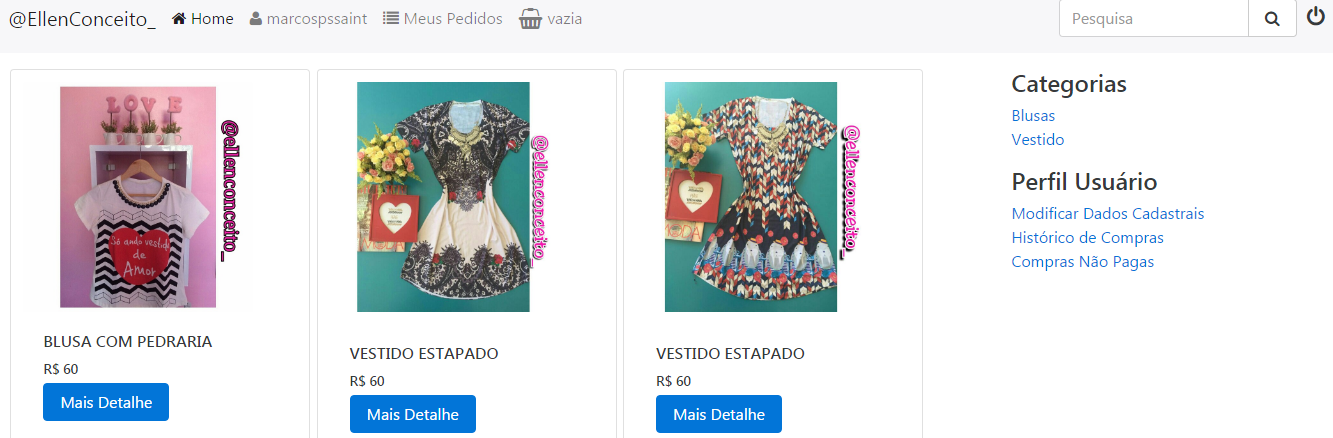 @EllenConceito_ Home marcospssaint Meus Pedidos vazia Pesquisa
LOVE
@ellenconceito_
Só ando vestida
de
Amor
BLUSA COM PEDRARIA
R$ 60
Mais Detalhe
@ellenconceito_
VESTIDO ESTAPADO
R$ 60
Mais Detalhe
@ellenconceito_
VESTIDO ESTAPADO
R$ 60
Mais Detalhe
Categorias
Blusas
Vestido
Perfil Usuário
Modificar Dados Cadastrais
Histórico de Compras
Compras Não Pagas